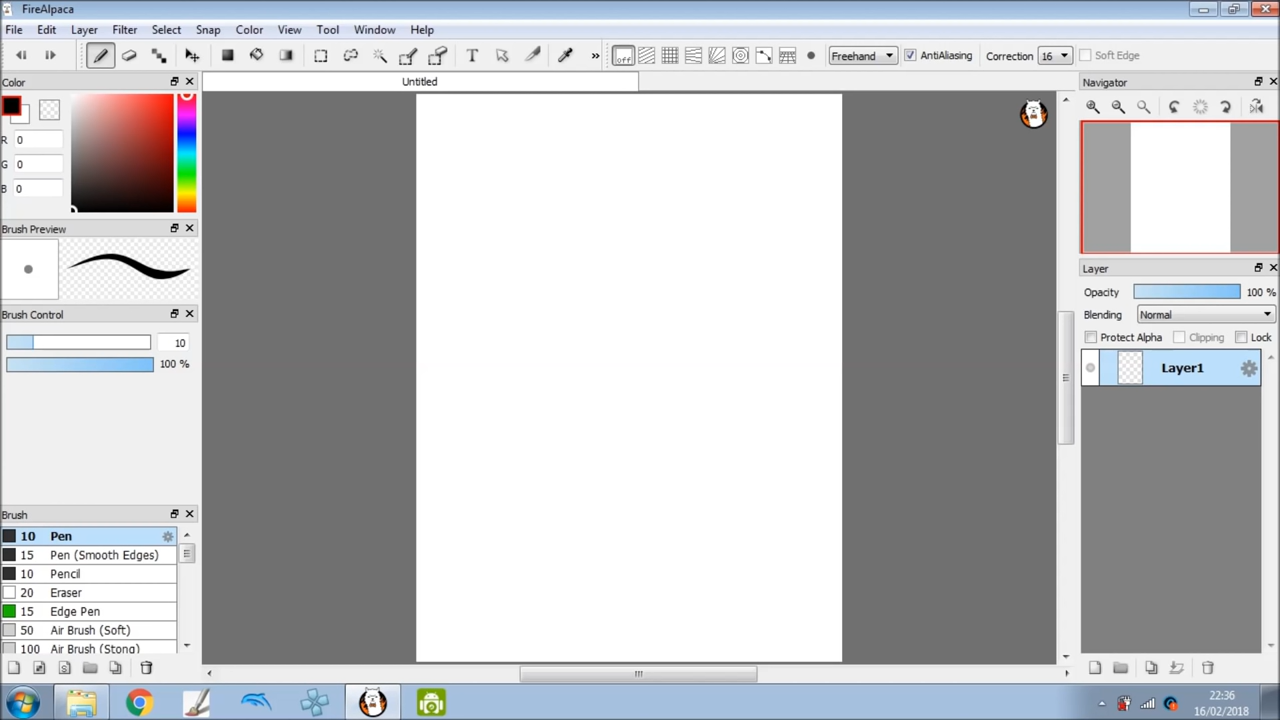 FireAlpaca
File Edit Layer Filter Select Snap Color View Tool Window Help
off Freehand AntiAliasing Correction 16 Soft Edge
Color
Untitled
Navigator
R 0
G 0
B 0
Brush Preview
Layer
Opacity 100 %
Blending Normal
Brush Control
Protect Alpha Clipping Lock
10
100 %
Layer1
Brush
10 Pen
15 Pen (Smooth Edges)
10 Pencil
20 Eraser
15 Edge Pen
50 Air Brush (Soft)
100 Air Brush (Stong)
22:36
16/02/2018